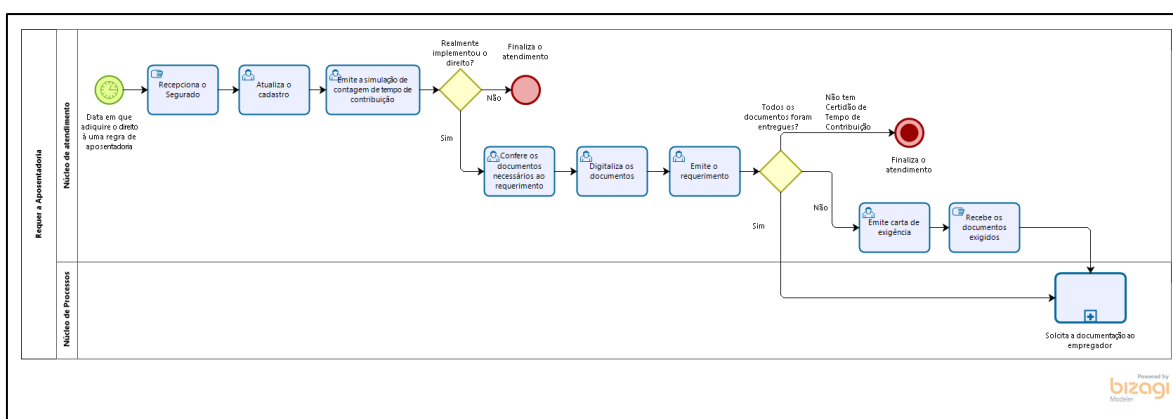 Requer a Aposentadoria
Núcleo de atendimento
Data em que
adiquire o direito
à uma regra de
aposentadoria
Recepciona o
Segurado
Atualiza o
cadastro
Emite a simulação de
contagem de tempo de
contribuição
Realmente
implementou o
direito?
Não
Finaliza o
atendimento
Sim
Confere os
documentos
necessários ao
requerimento
Digitaliza os
documentos
Emite o
requerimento
Todos os
documentos foram
entregues?
Não tem
Certidão de
Tempo de
Contribuição
Finaliza o
atendimento
Não
Emite carta de
exigência
Recebe os
documentos
exigidos
Sim
Núcleo de Processos
Solcita a documentação ao
empregador
Powered by
bizagi
Modeler